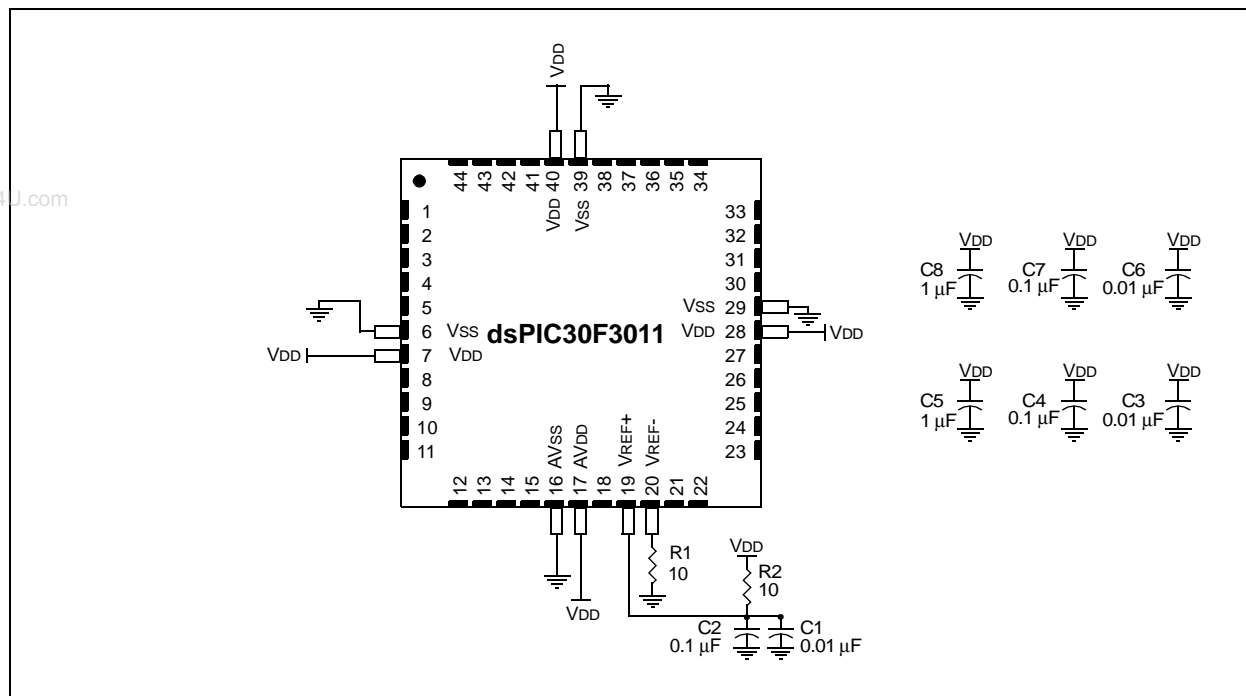 VDD
44 43 42 41 40 39 38 37 36 35 34
VDD VSS
4U.com
1
2
3
4
5
6 VSS
7 VDD
8
9
10
11
VDD
dsPIC30F3011
33
32
31
30
VSS 29
VDD 28
27
26
25
24
23
VDD
AVSS AVDD VREF+ VREF-
12 13 14 15 16 17 18 19 20 21 22
R1
10
VDD
VDD
R2
10
C2
0.1 µF
C1
0.01 µF
VDD
C8
1 µF
VDD
C7
0.1 µF
VDD
C6
0.01 µF
VDD
C5
1 µF
VDD
C4
0.1 µF
VDD
C3
0.01 µF